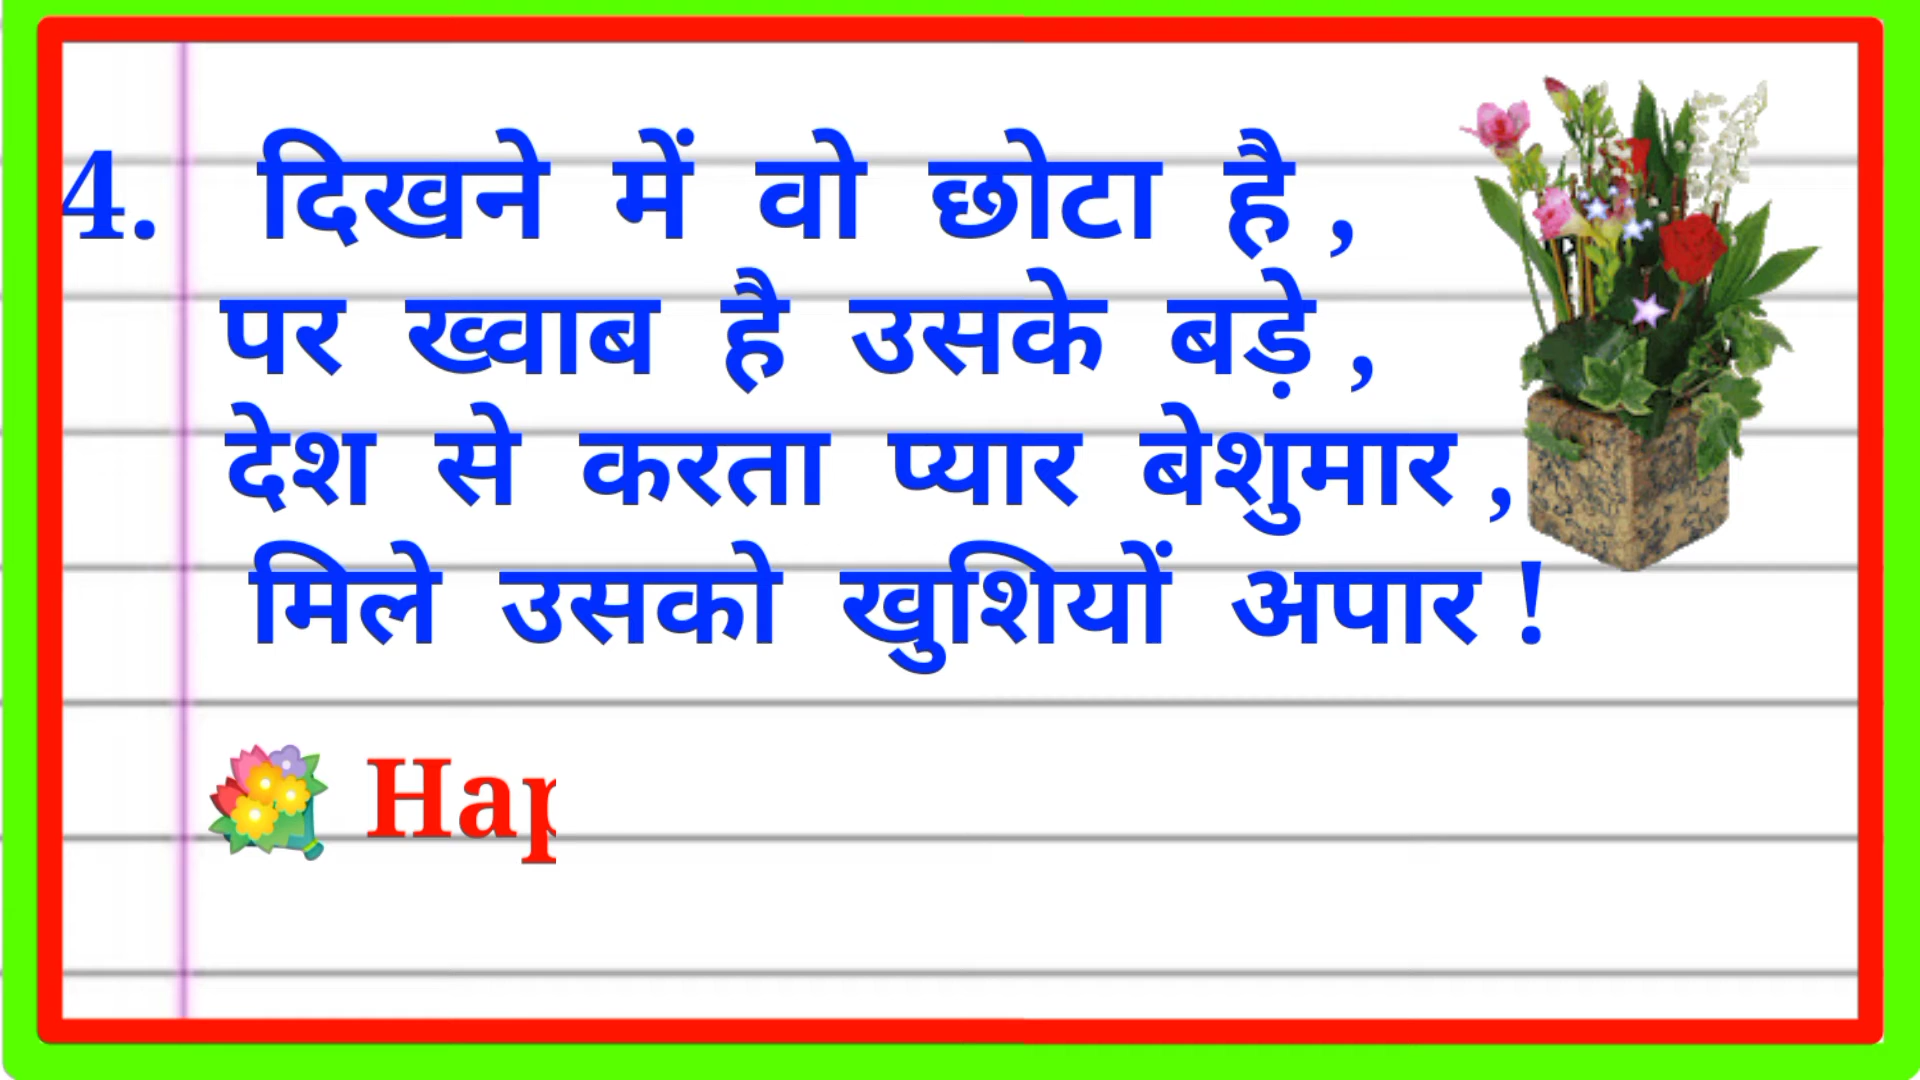 4. दिखने में वो छोटा है ,
पर ख्वाब है उसके बड़े ,
देश से करता प्यार बेशुमार ,
मिले उसको खुशियों अपार !
Hap